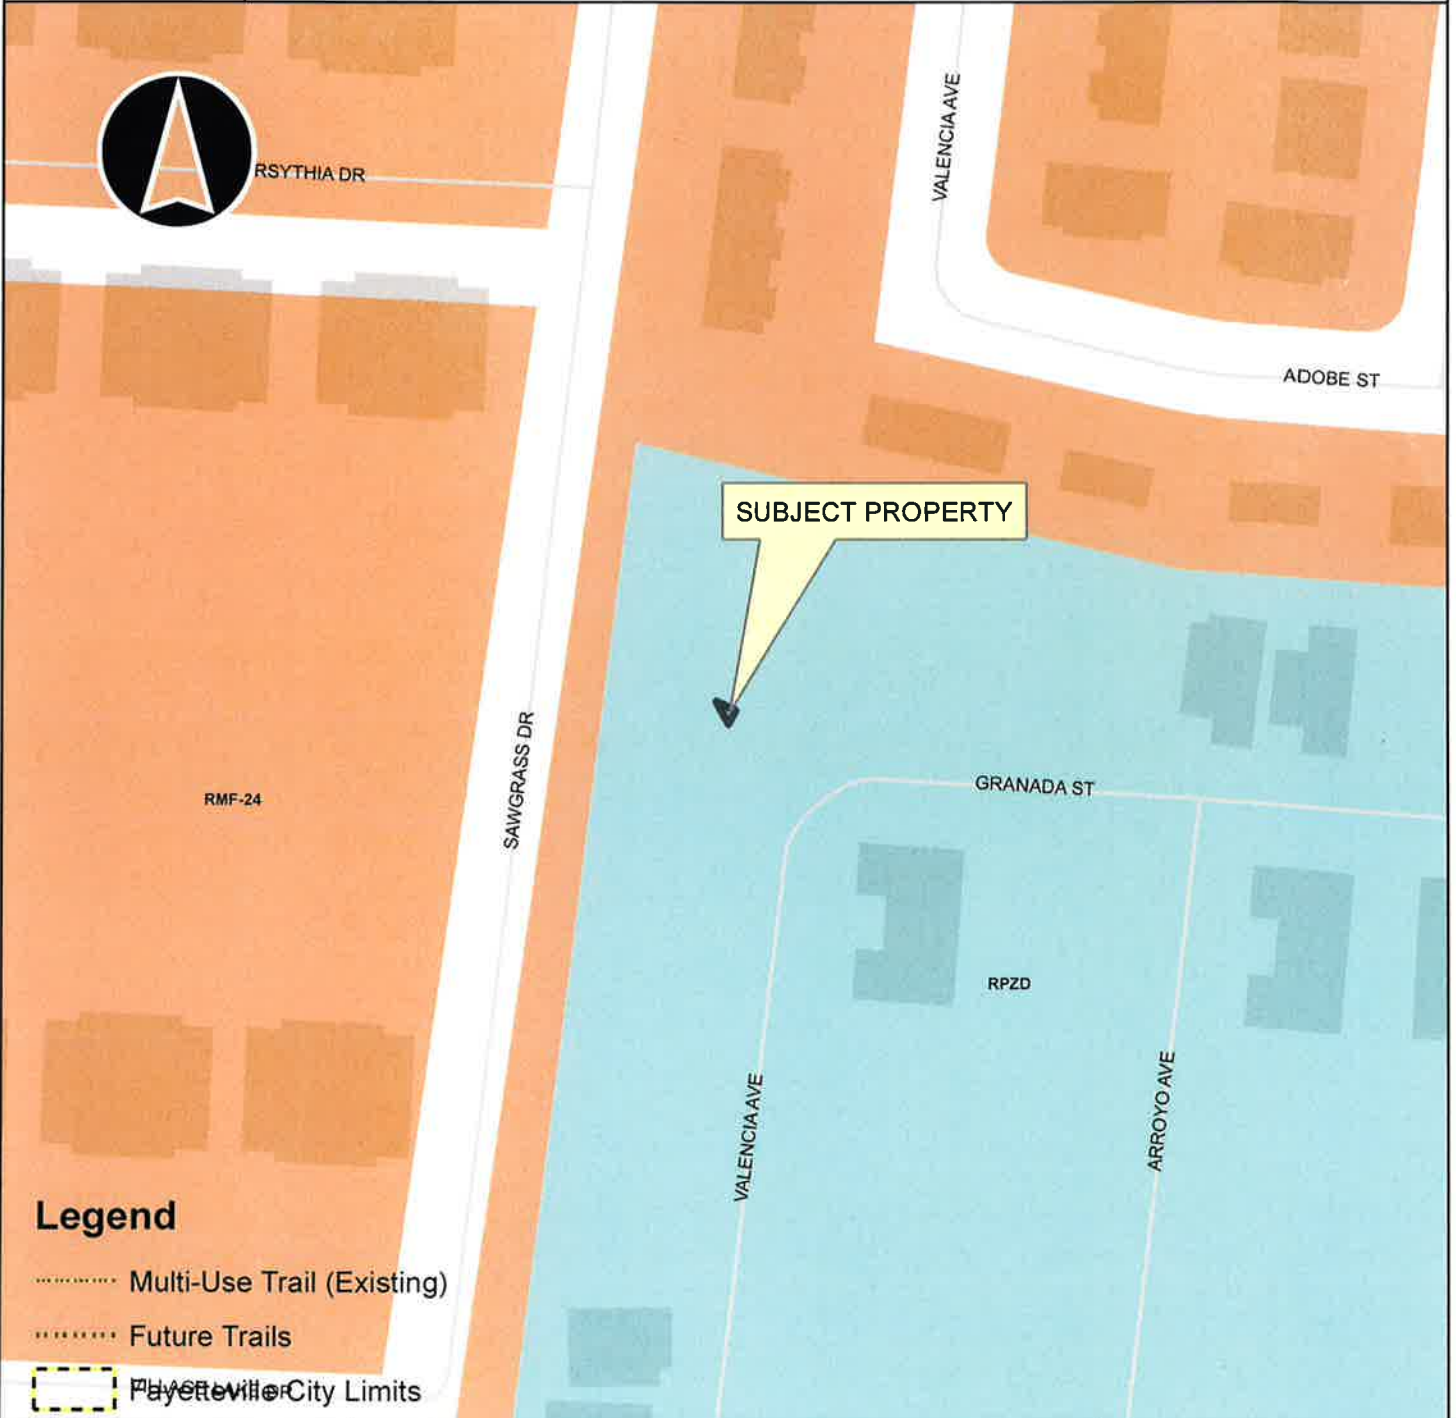 RSYTHIA DR
VALENCIA AVE
ADOBE ST
SUBJECT PROPERTY
SAWGRASS DR
RMF-24
GRANADA ST
RPZD
VALENCIA AVE
ARROYO AVE
Legend
Multi-Use Trail (Existing)
Future Trails
Fayetteville City Limits